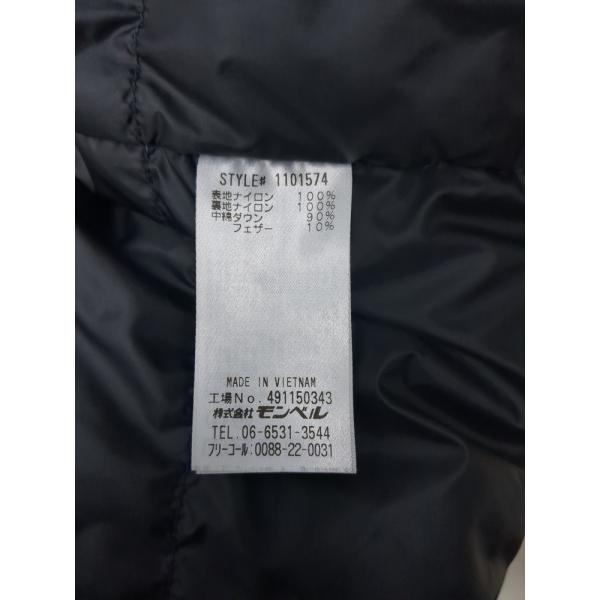 STYLE# 1101574
表地ナイロン 100%
裏地ナイロン 100%
中綿ダウン 90%
フェザー 10%
MADE IN VIETNAM
工場No. 491150343
株式会社 モンベル
TEL.06-6531-3544
フリーコール:0088-22-0031